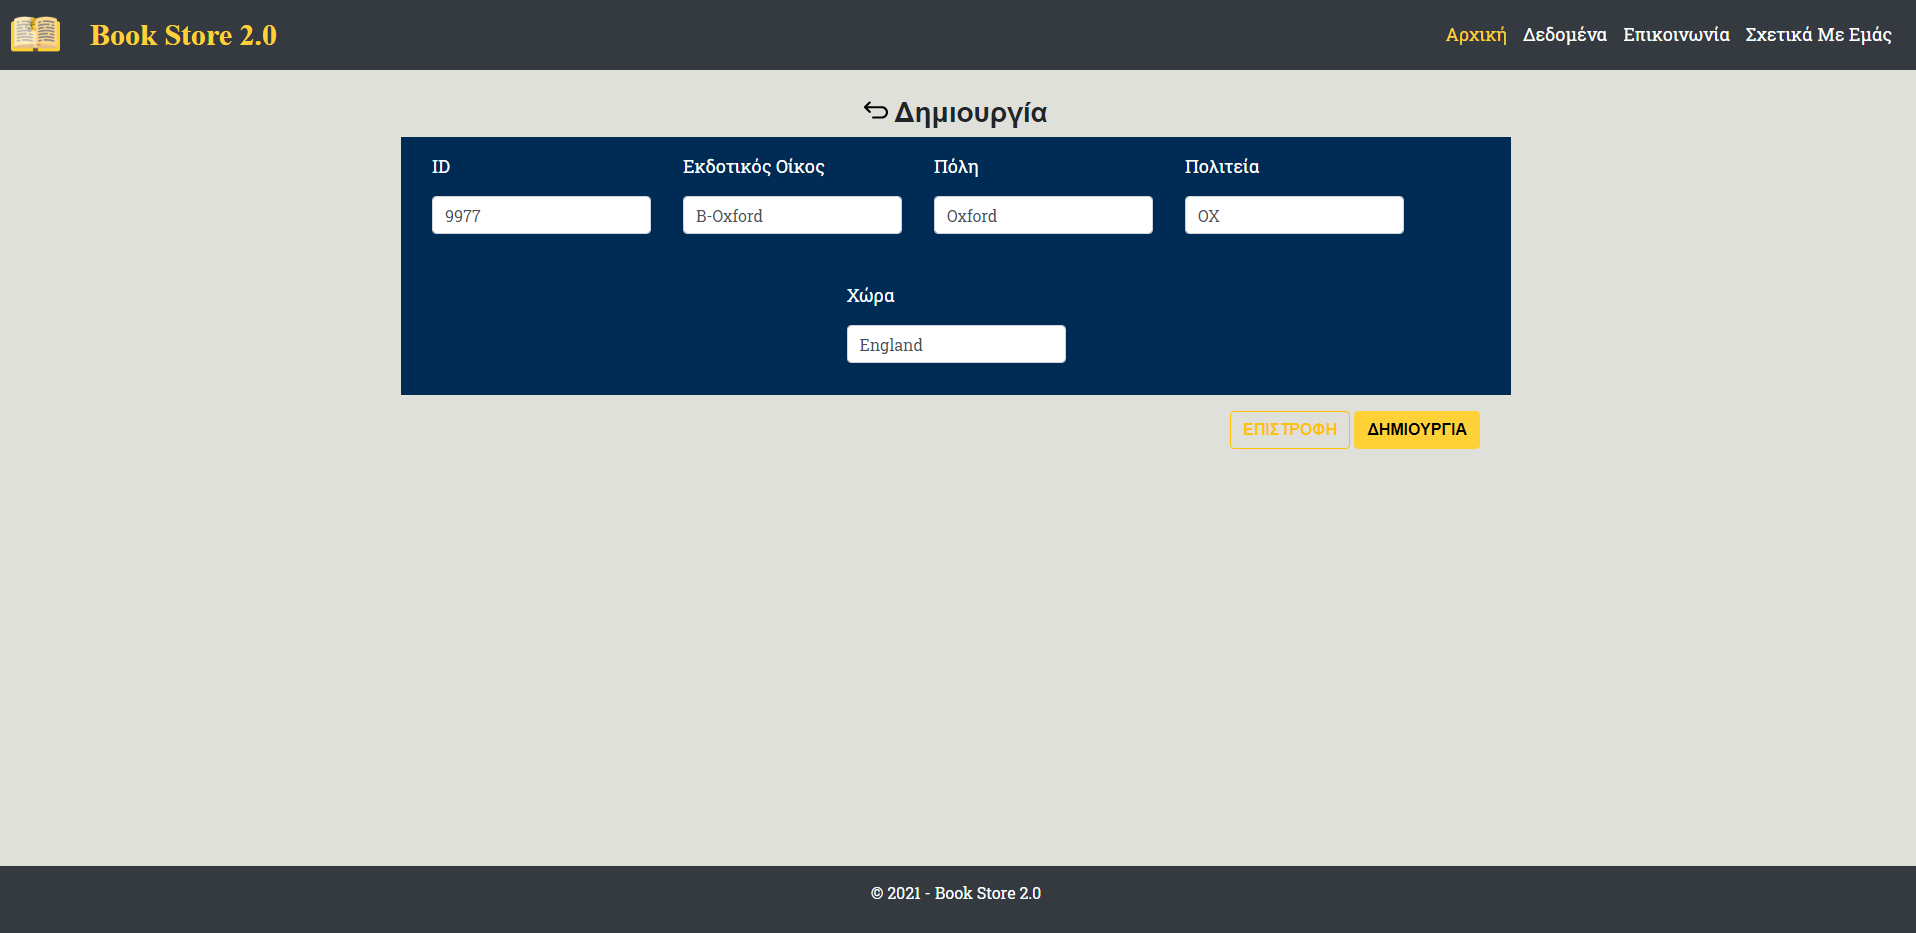 Book Store 2.0
Αρχική Δεδομένα Επικοινωνία Σχετικά Με Εμάς
Δημιουργία
ID Εκδοτικός Οίκος Πόλη Πολιτεία
9977 B-Oxford Oxford OX
Χώρα
England
ΕΠΙΣΤΡΟΦΗ ΔΗΜΙΟΥΡΓΙΑ
© 2021 - Book Store 2.0